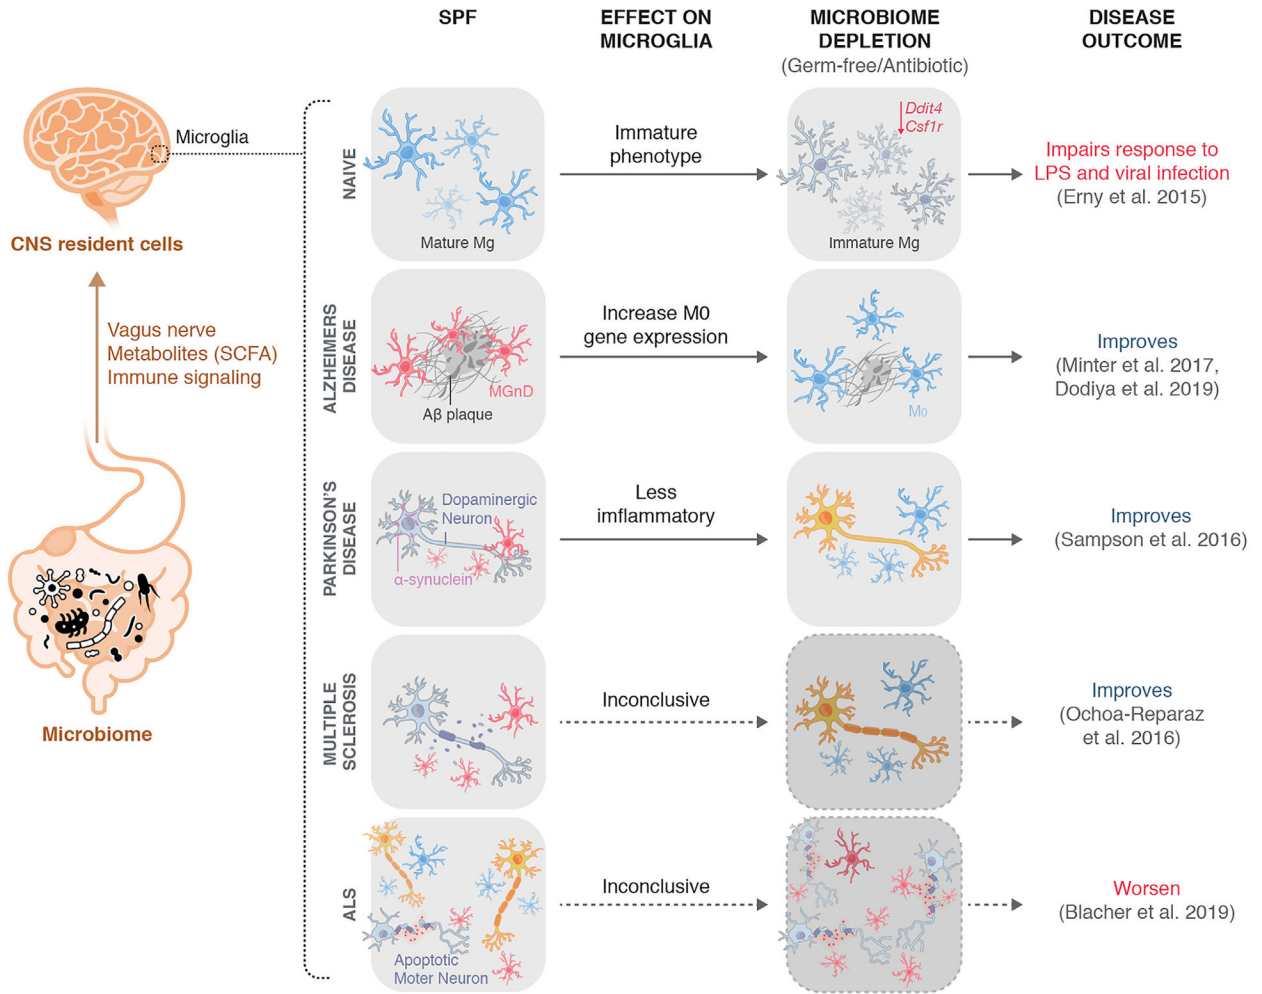 SPF
EFFECT ON
MICROGLIA
MICROBIOME
DEPLETION
(Germ-free/Antibiotic)
DISEASE
OUTCOME
Microglia
CNS resident cells
Vagus nerve
Metabolites (SCFA)
Immune signaling
Microbiome
NAIVE
Mature Mg
Immature
phenotype
Ddit4
Csf1r
Immature Mg
Impairs response to
LPS and viral infection
(Erny et al. 2015)
ALZHEIMERS
DISEASE
MGnD
Aβ plaque
Increase M0
gene expression
M0
Improves
(Minter et al. 2017,
Dodiya et al. 2019)
PARKINSON'S
DISEASE
Dopaminergic
Neuron
α-synuclein
Less
imflammatory
Improves
(Sampson et al. 2016)
MULTIPLE
SCLEROSIS
Inconclusive
Improves
(Ochoa-Reparaz
et al. 2016)
ALS
Apoptotic
Moter Neuron
Inconclusive
Worsen
(Blacher et al. 2019)